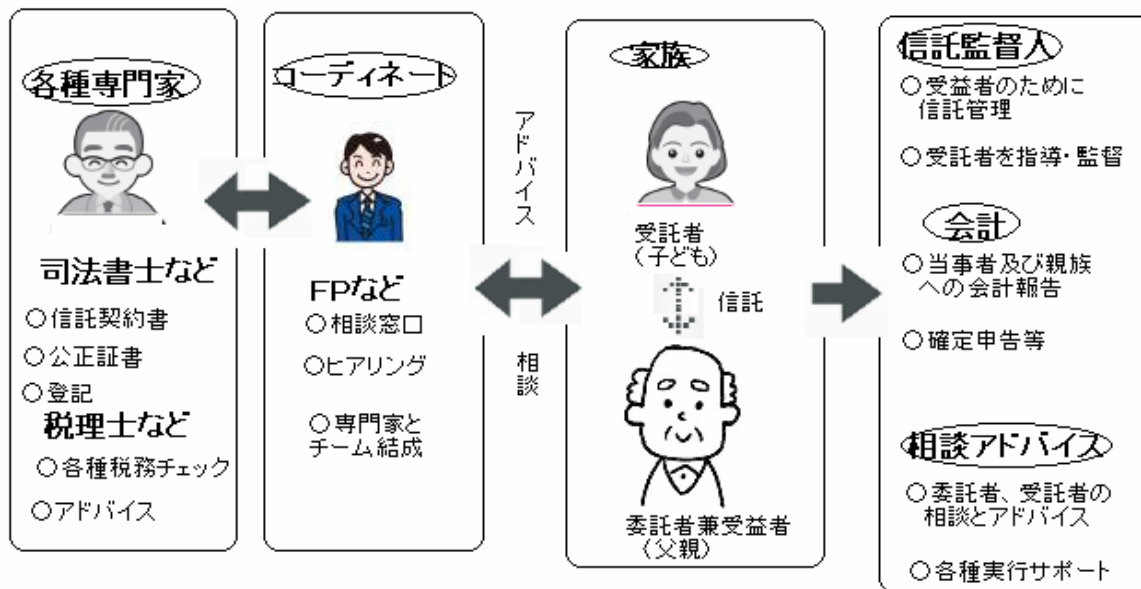 各種専門家
司法書士など
○信託契約書
○公正証書
○登記
税理士など
○各種税務チェック
○アドバイス
コーディネート
FPなど
○相談窓口
○ヒアリング
○専門家と
チーム結成
アドバイス
相談
家族
受託者
(子ども)
信託
委託者兼受益者
(父親)
信託監督人
○受益者のために
信託管理
○受託者を指導・監督
会計
○当事者及び親族
への会計報告
○確定申告等
相談アドバイス
○委託者、受託者の
相談とアドバイス
○各種実行サポート